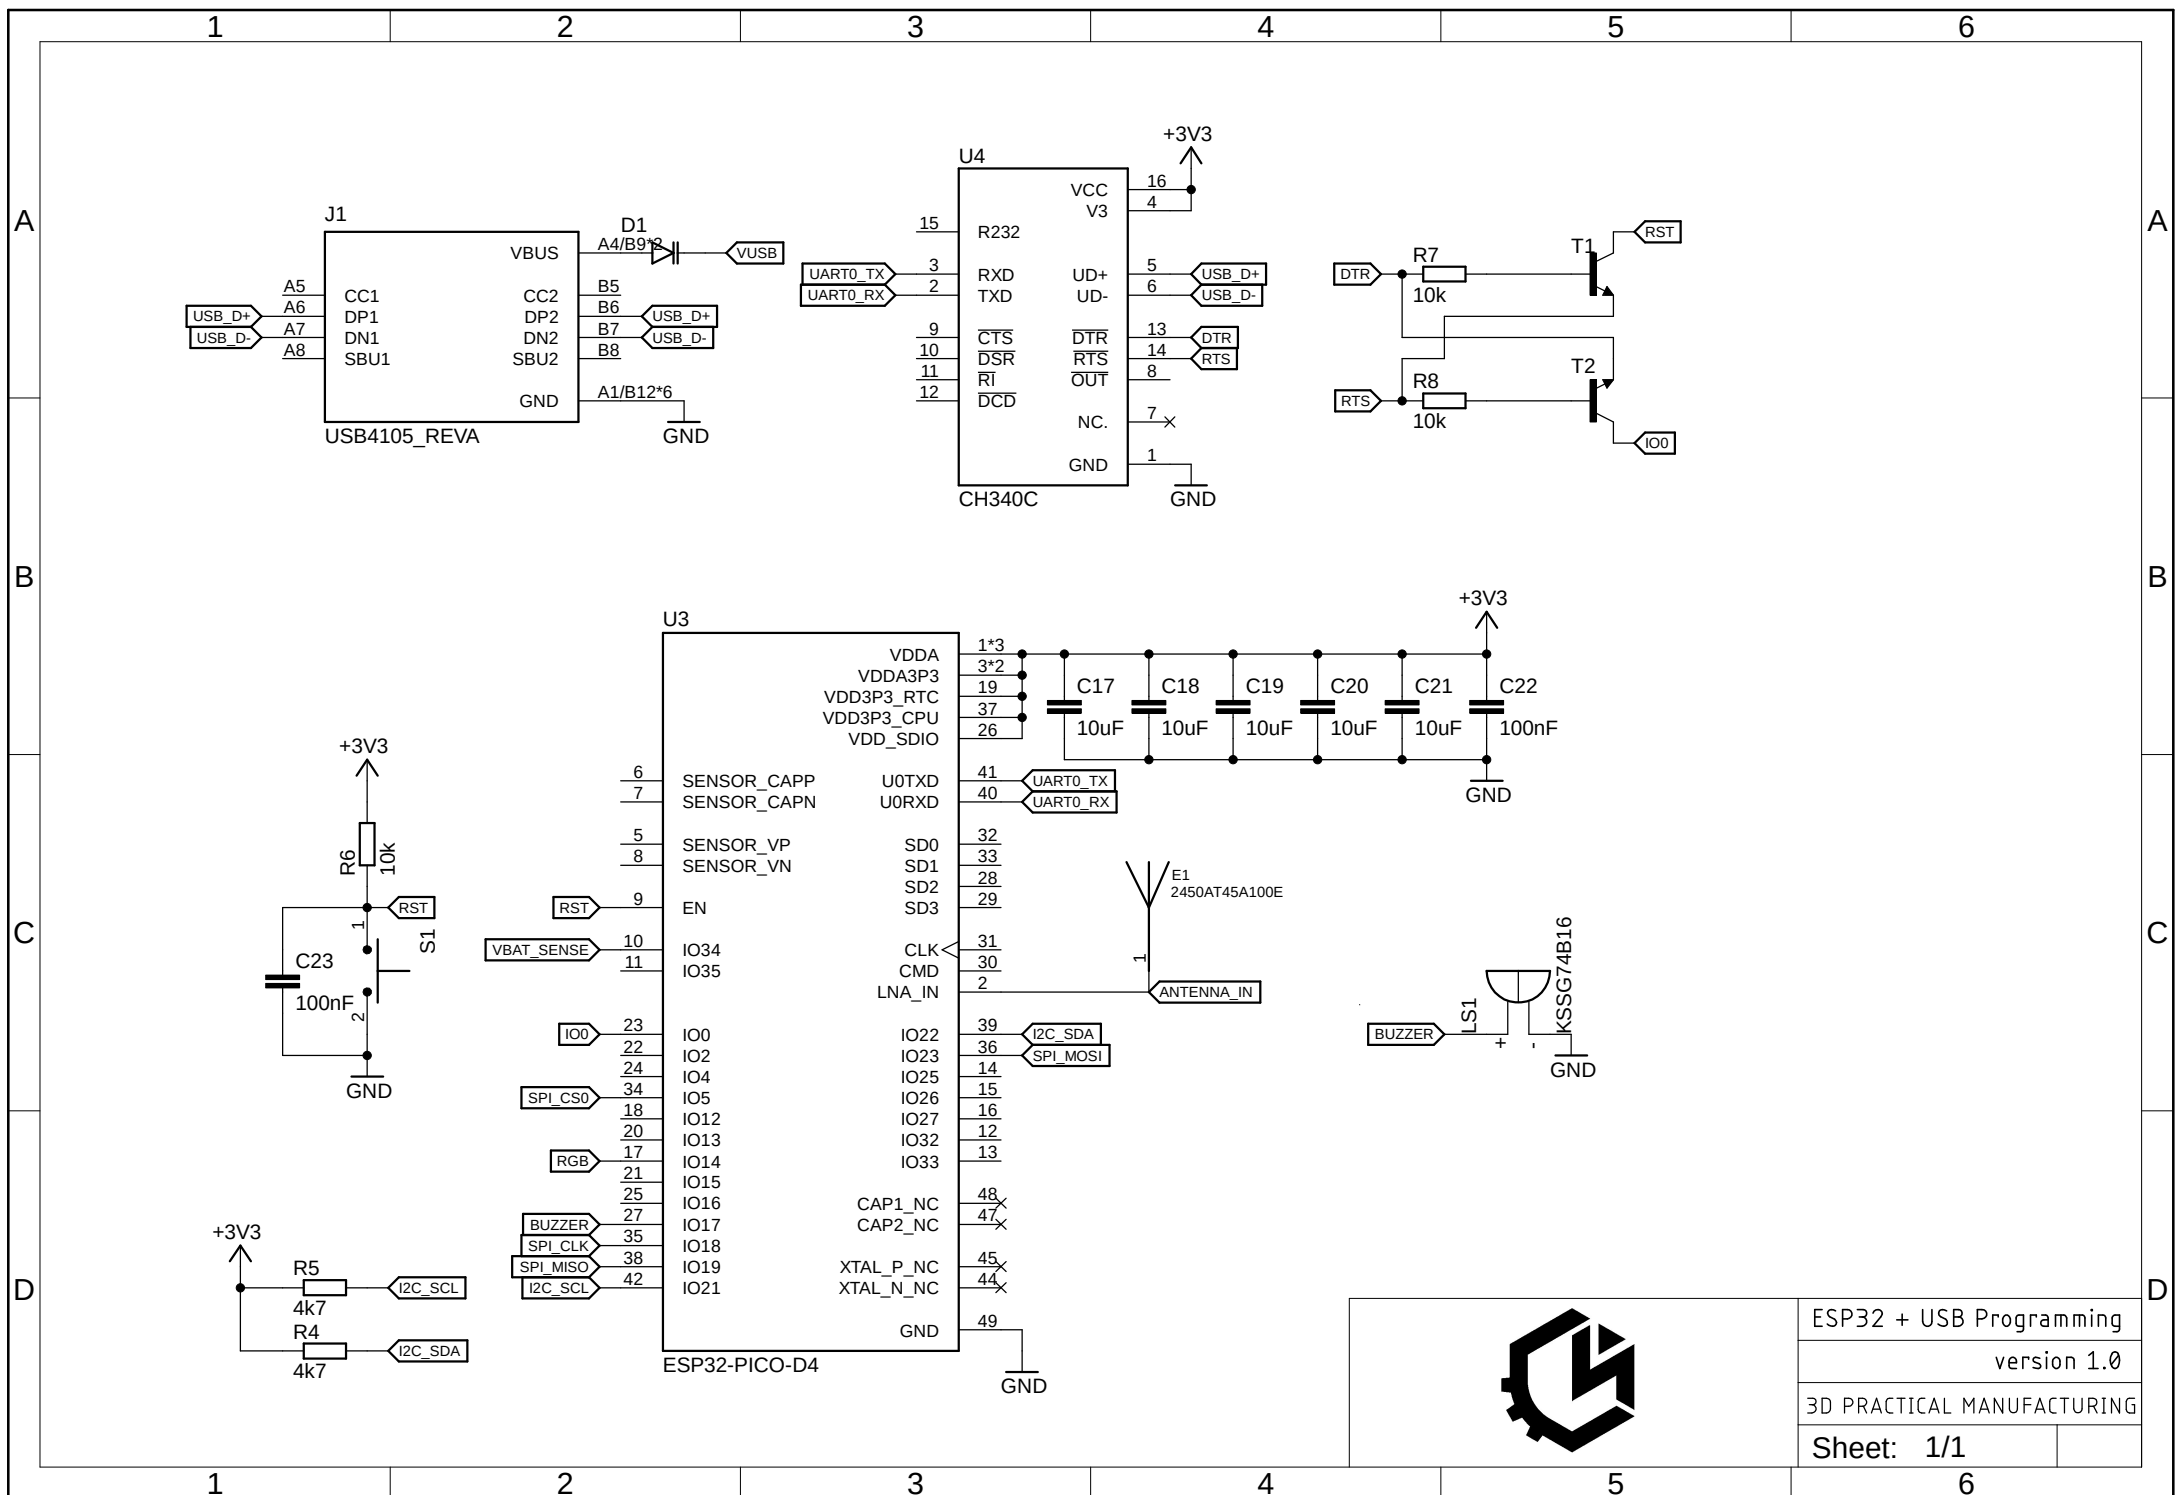 1 2 3 4 5 6
A A
B B
C C
D D
J1
VBUS
A4/B9*2
D1
VUSB
A5 CC1 CC2 B5
USB_D+ A6 DP1 DP2 B6 USB_D+
USB_D- A7 DN1 DN2 B7 USB_D-
A8 SBU1 SBU2 B8
GND A1/B12*6
USB4105_REVA
GND
+3V3
U4
VCC 16
V3 4
15 R232
UART0_TX 3 RXD UD+ 5 USB_D+
UART0_RX 2 TXD UD- 6 USB_D-
9 CTS DTR 13 DTR
10 DSR RTS 14 RTS
11 RI OUT 8
12 DCD
NC. 7
GND 1
CH340C
GND
T1
RST
DTR
R7
10k
T2
RTS
R8
10k
IO0
U3
VDDA 1*3
VDDA3P3 3*2
VDD3P3_RTC 19
VDD3P3_CPU 37
VDD_SDIO 26
6 SENSOR_CAPP U0TXD 41 UART0_TX
7 SENSOR_CAPN U0RXD 40 UART0_RX
5 SENSOR_VP SD0 32
8 SENSOR_VN SD1 33
SD2 28
RST 9 EN SD3 29
VBAT_SENSE 10 IO34 CLK 31
11 IO35 CMD 30
LNA_IN 2 ANTENNA_IN
IO0 23 IO0 IO22 39 I2C_SDA
22 IO2 IO23 36 SPI_MOSI
24 IO4 IO25 14
SPI_CS0 34 IO5 IO26 15
18 IO12 IO27 16
20 IO13 IO32 12
RGB 17 IO14 IO33 13
21 IO15
25 IO16 CAP1_NC 48
BUZZER 27 IO17 CAP2_NC 47
SPI_CLK 35 IO18
SPI_MISO 38 IO19 XTAL_P_NC 45
I2C_SCL 42 IO21 XTAL_N_NC 44
GND 49
ESP32-PICO-D4
GND
+3V3
C17 C18 C19 C20 C21 C22
10uF 10uF 10uF 10uF 10uF 100nF
GND
E1
2450AT45A100E
1
LS1
KSSG74B16
BUZZER
+ -
GND
+3V3
R6
10k
RST
1
S1
C23
100nF
2
GND
+3V3
R5
4k7
I2C_SCL
R4
4k7
I2C_SDA
ESP32 + USB Programming
version 1.0
3D PRACTICAL MANUFACTURING
Sheet: 1/1
1 2 3 4 5 6